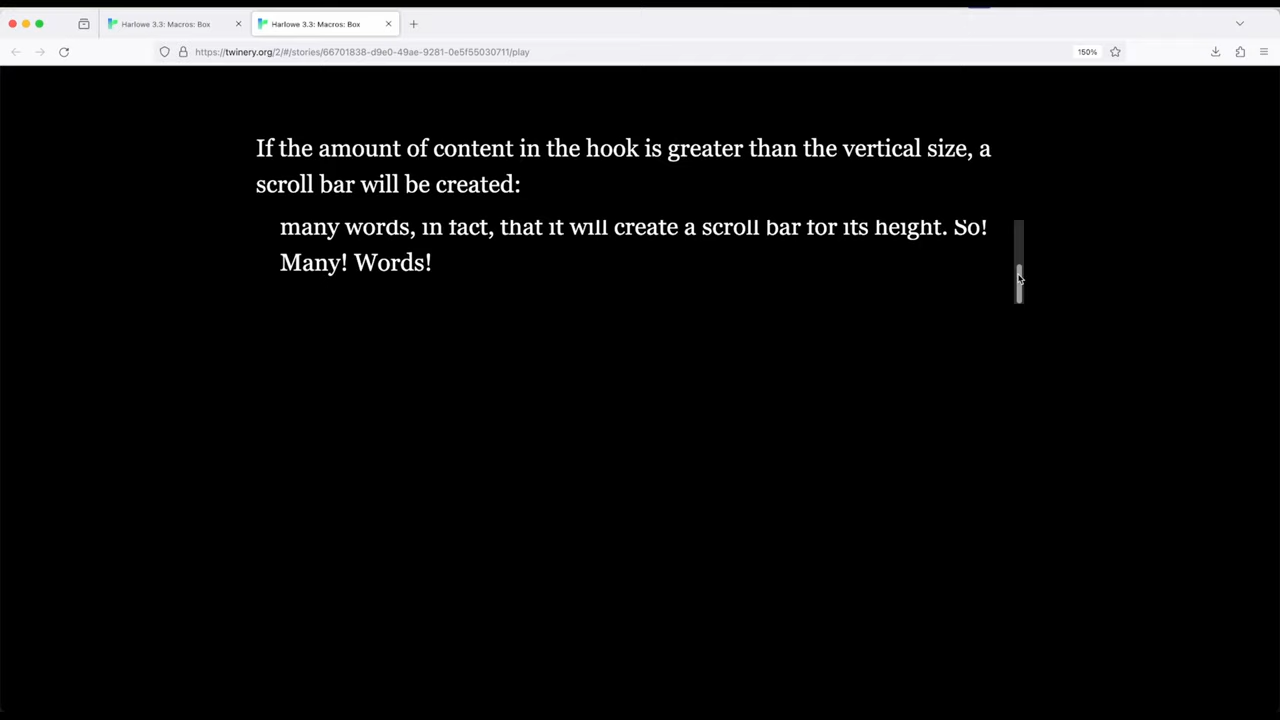 Harlowe 3.3: Macros: Box
Harlowe 3.3: Macros: Box
https://twinery.org/2/#/stories/66701838-d9e0-49ae-9281-0e5f55030711/play
150%
If the amount of content in the hook is greater than the vertical size, a
scroll bar will be created:
many words, in fact, that it will create a scroll bar for its height. So!
Many! Words!